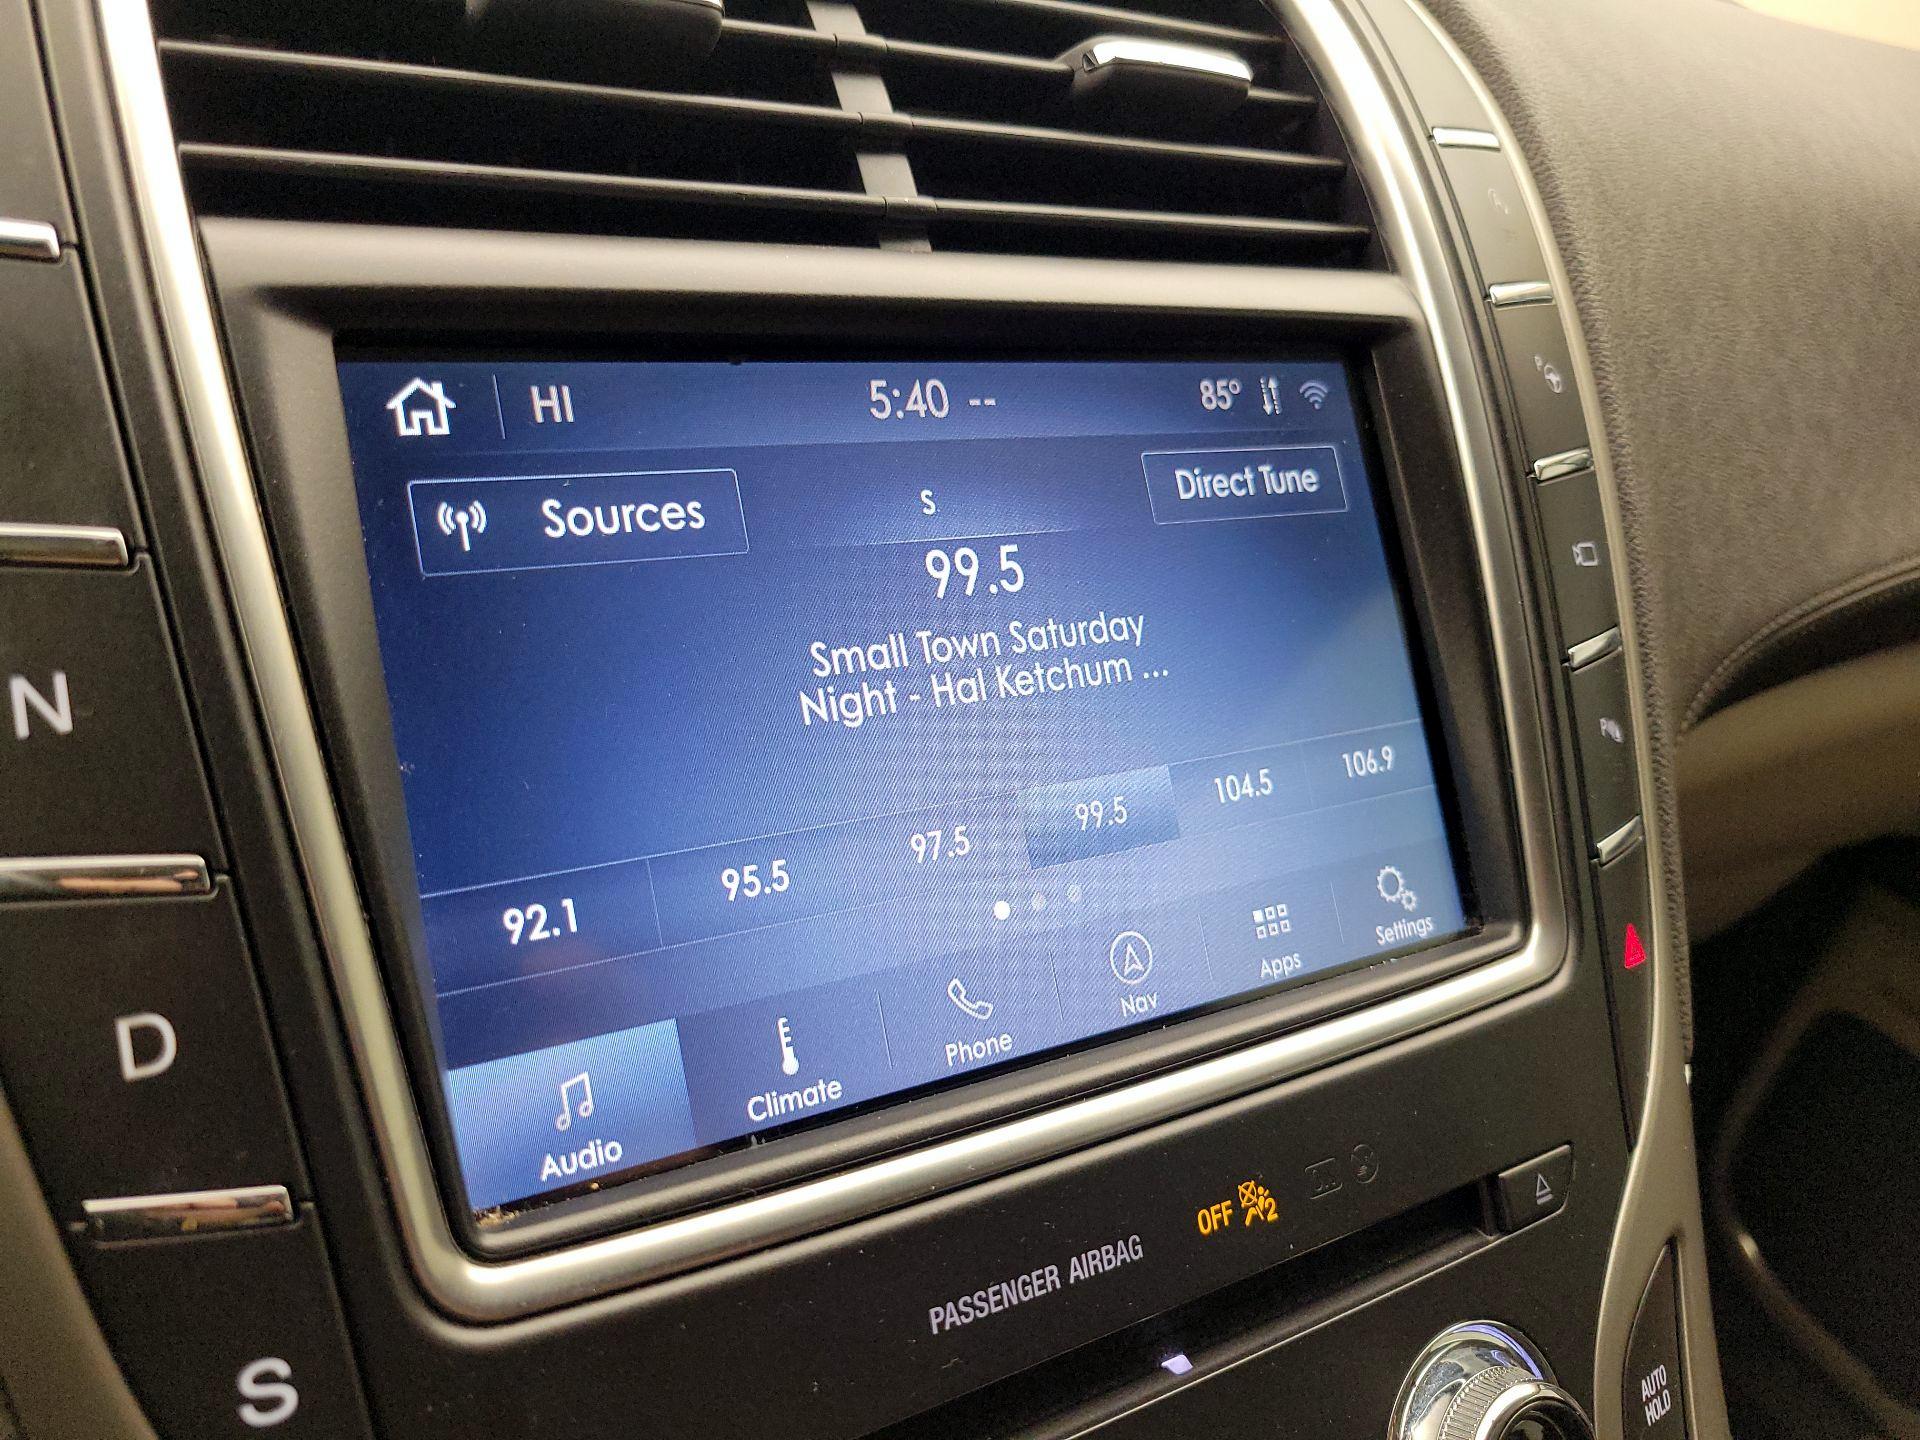 HI
5:40 --
85°
Sources
S.
Direct Tune
99.5
Small Town Saturday
Night - Hal Ketchum ...
92.1
95.5
97.5
99.5
104.5
106.9
Audio
Climate
Phone
Nav
Apps
Settings
N
D
S
PASSENGER AIRBAG
OFF
2
AUTO
HOLD